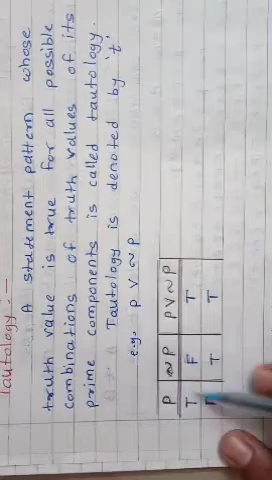 Tautology :-
A statement pattern whose
truth value is true for all possible
combinations of truth values of its
prime components is called tautology.
Tautology is denoted by 't'
e.g. p ∨ ~p
P ~P P∨~P
T F T
T T